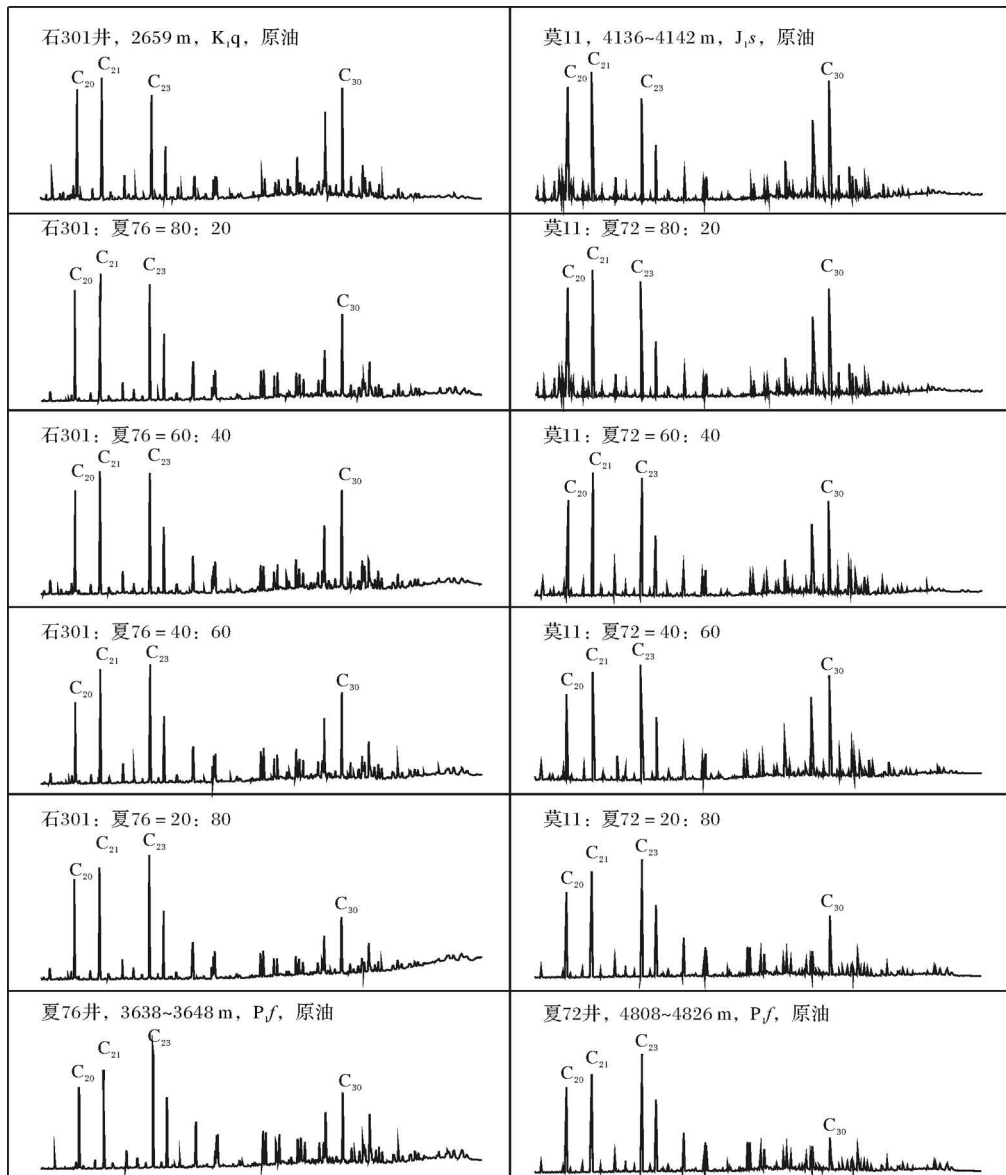 石301井，2659 m，K₁q，原油
C₂₀
C₂₁
C₂₃
C₃₀
莫11，4136~4142 m，J₁s，原油
C₂₀
C₂₁
C₂₃
C₃₀
石301：夏76 = 80：20
C₂₀
C₂₁
C₂₃
C₃₀
莫11：夏72 = 80：20
C₂₀
C₂₁
C₂₃
C₃₀
石301：夏76 = 60：40
C₂₀
C₂₁
C₂₃
C₃₀
莫11：夏72 = 60：40
C₂₀
C₂₁
C₂₃
C₃₀
石301：夏76 = 40：60
C₂₀
C₂₁
C₂₃
C₃₀
莫11：夏72 = 40：60
C₂₀
C₂₁
C₂₃
C₃₀
石301：夏76 = 20：80
C₂₀
C₂₁
C₂₃
C₃₀
莫11：夏72 = 20：80
C₂₀
C₂₁
C₂₃
C₃₀
夏76井，3638~3648 m，P₁f，原油
C₂₀
C₂₁
C₂₃
C₃₀
夏72井，4808~4826 m，P₁f，原油
C₂₀
C₂₁
C₂₃
C₃₀